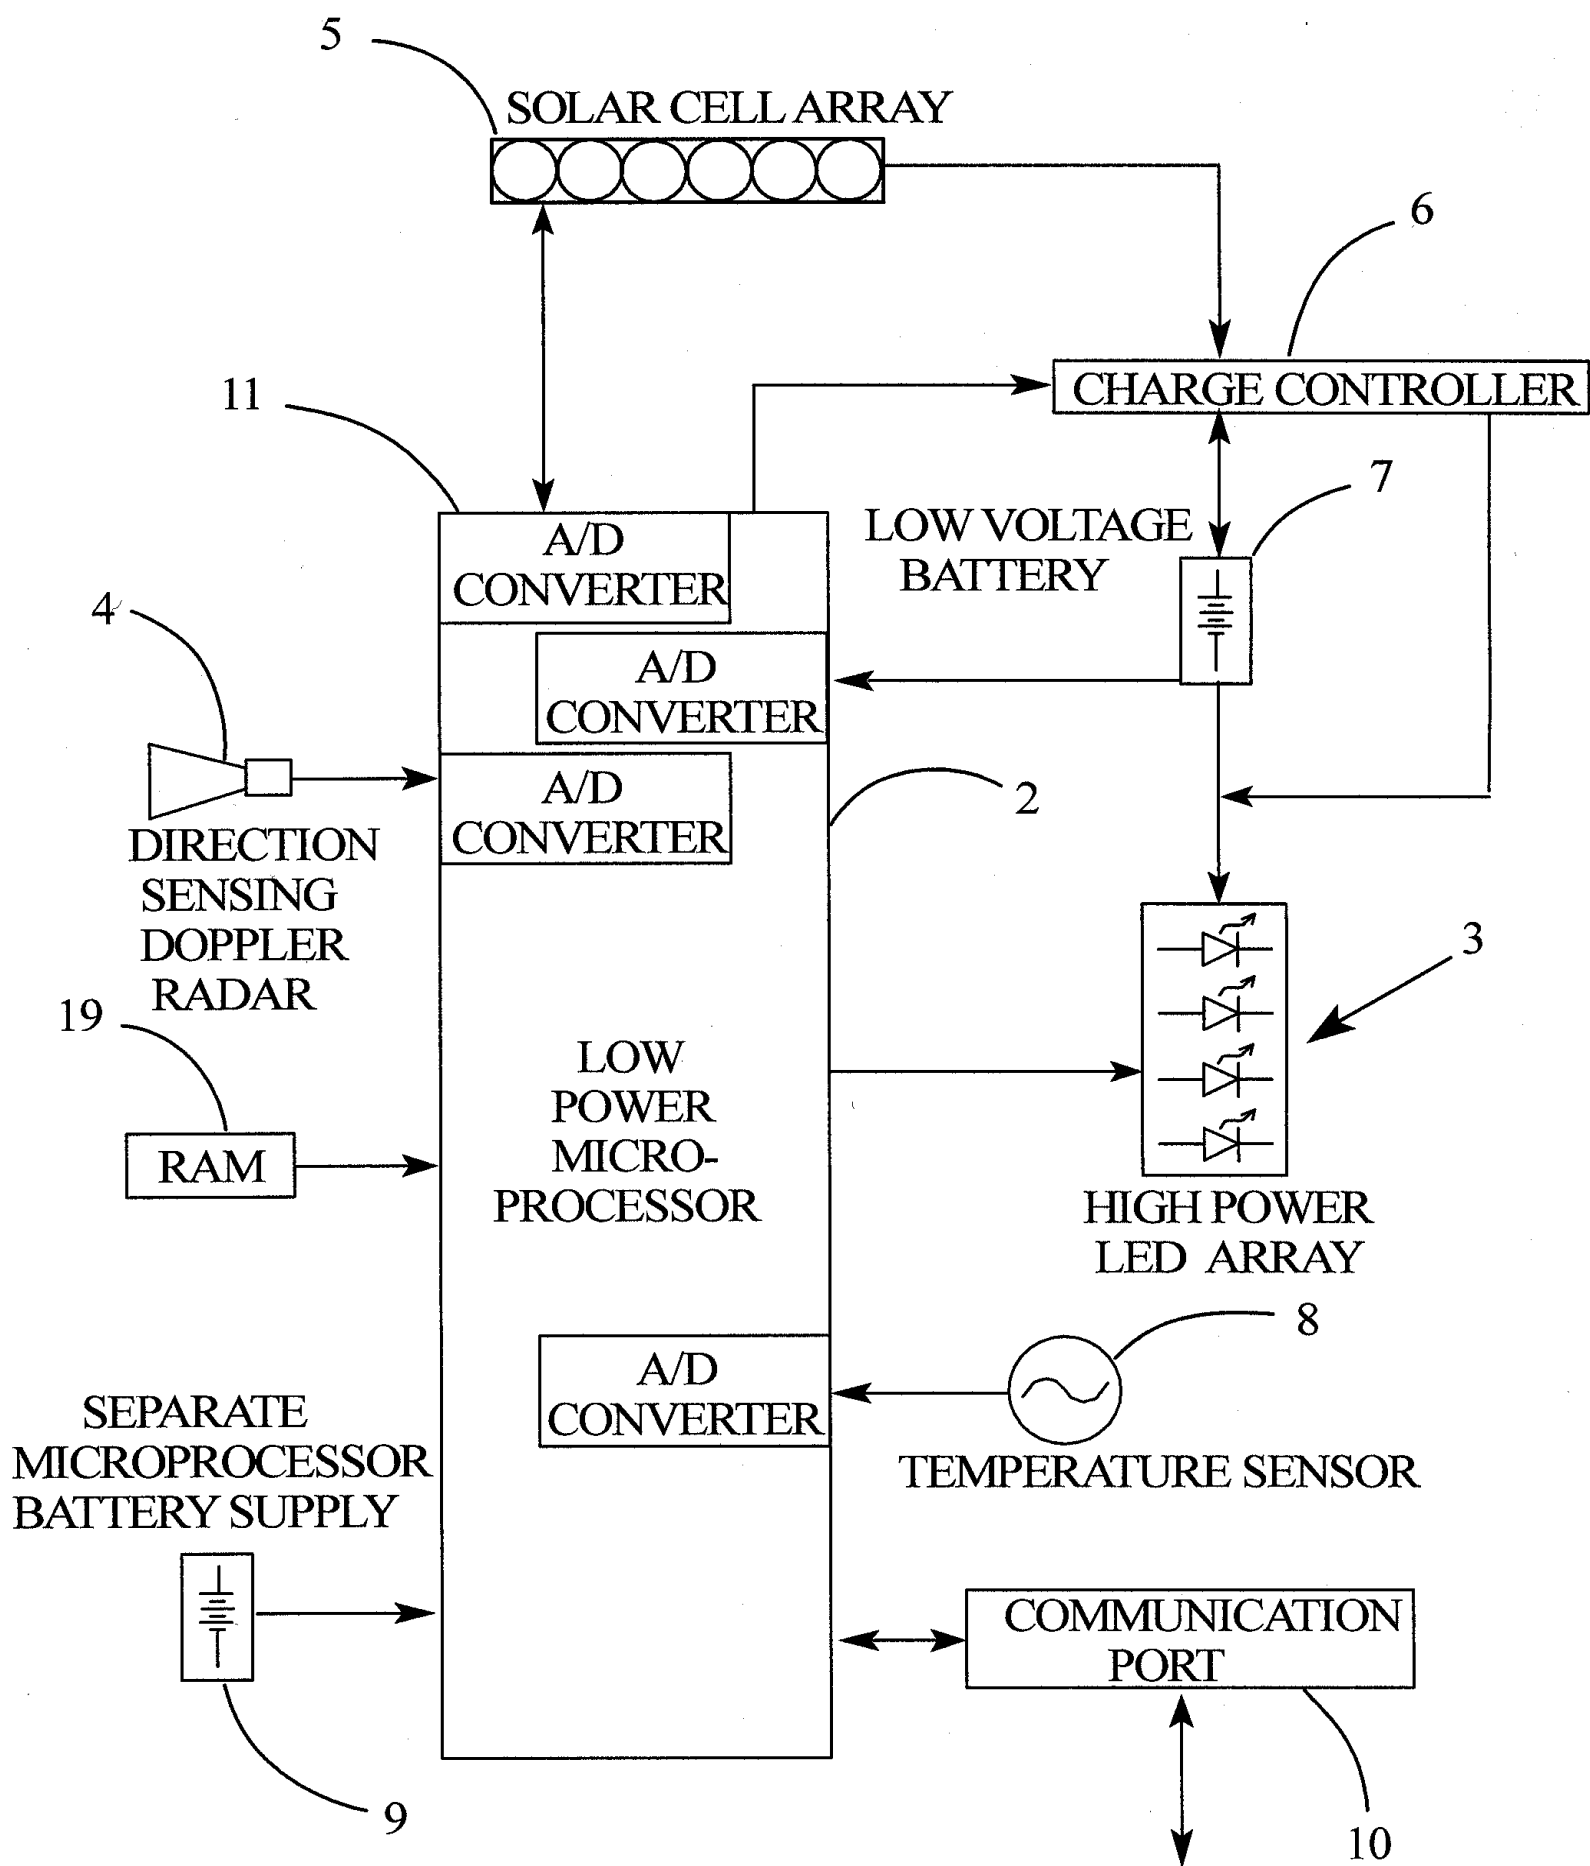 5
SOLAR CELL ARRAY
6
CHARGE CONTROLLER
11
7
LOW VOLTAGE
BATTERY
A/D
CONVERTER
4
A/D
CONVERTER
A/D
CONVERTER
2
DIRECTION
SENSING
DOPPLER
RADAR
3
19
LOW
POWER
MICRO-
PROCESSOR
RAM
HIGH POWER
LED ARRAY
8
A/D
CONVERTER
TEMPERATURE SENSOR
SEPARATE
MICROPROCESSOR
BATTERY SUPPLY
COMMUNICATION
PORT
9
10